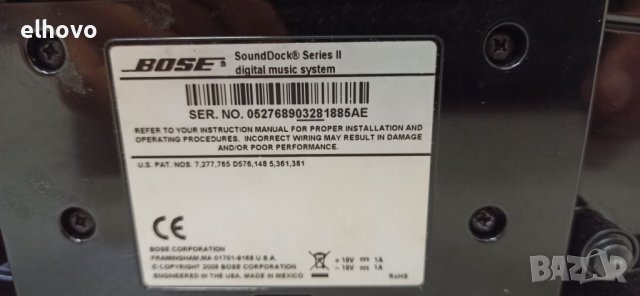 elhovo
BOSE® SoundDock® Series II
digital music system
SER. NO. 052768903281885AE
REFER TO YOUR INSTRUCTION MANUAL FOR PROPER INSTALLATION AND
OPERATING PROCEDURES. INCORRECT WIRING MAY RESULT IN DAMAGE
AND/OR POOR PERFORMANCE.
U.S. PAT. NOS. 7,277,765 D576,148 5,361,381
CE
BOSE CORPORATION
FRAMINGHAM,MA 01701-9168 U.S.A.
© COPYRIGHT 2008 BOSE CORPORATION
ENGINEERED IN THE USA, MADE IN MEXICO
+ 18V 1A
- 18V 1A
RoHS
BAZAR